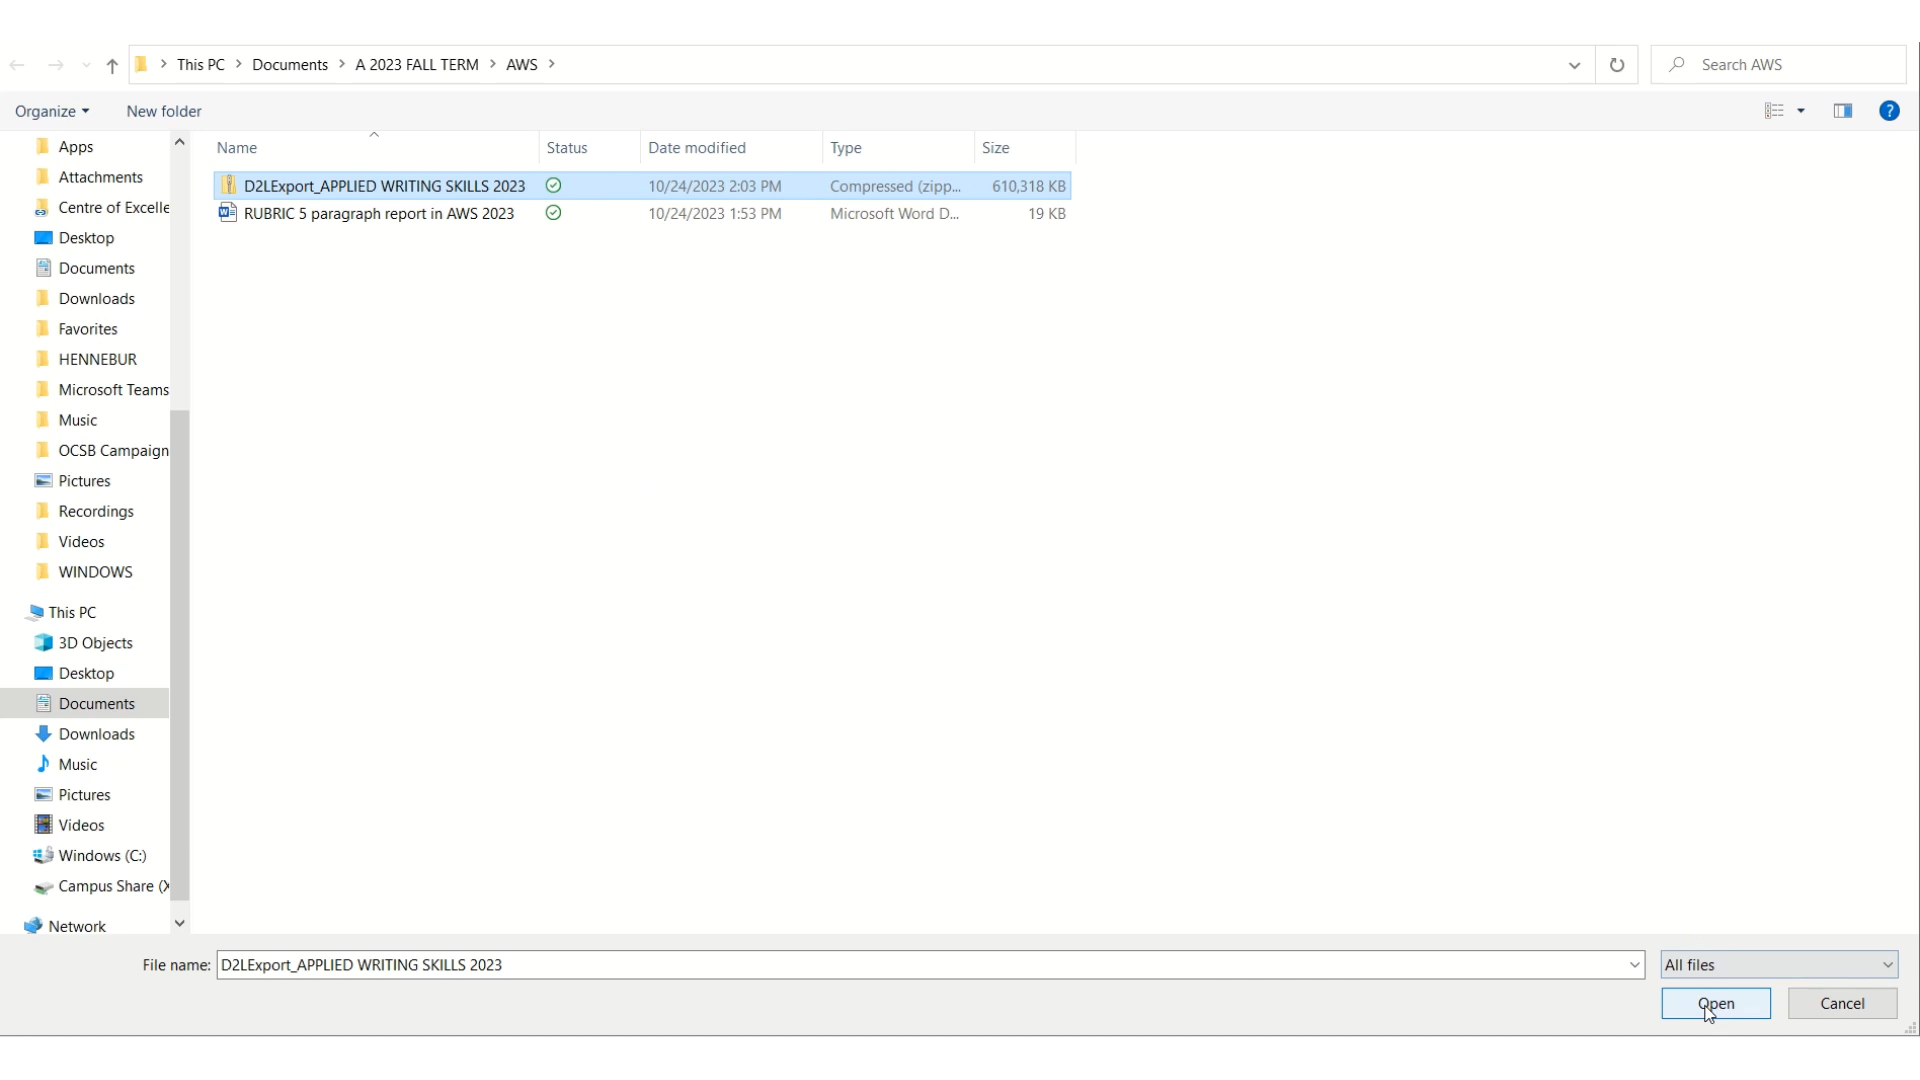 This PC > Documents > A 2023 FALL TERM > AWS >
Search AWS
Organize
New folder
Name Status Date modified Type Size
D2LExport_APPLIED WRITING SKILLS 2023 10/24/2023 2:03 PM Compressed (zipp... 610,318 KB
RUBRIC 5 paragraph report in AWS 2023 10/24/2023 1:53 PM Microsoft Word D... 19 KB
Apps
Attachments
Centre of Excelle
Desktop
Documents
Downloads
Favorites
HENNEBUR
Microsoft Teams
Music
OCSB Campaign
Pictures
Recordings
Videos
WINDOWS
This PC
3D Objects
Desktop
Documents
Downloads
Music
Pictures
Videos
Windows (C:)
Campus Share (X
Network
File name: D2LExport_APPLIED WRITING SKILLS 2023
All files
Open
Cancel